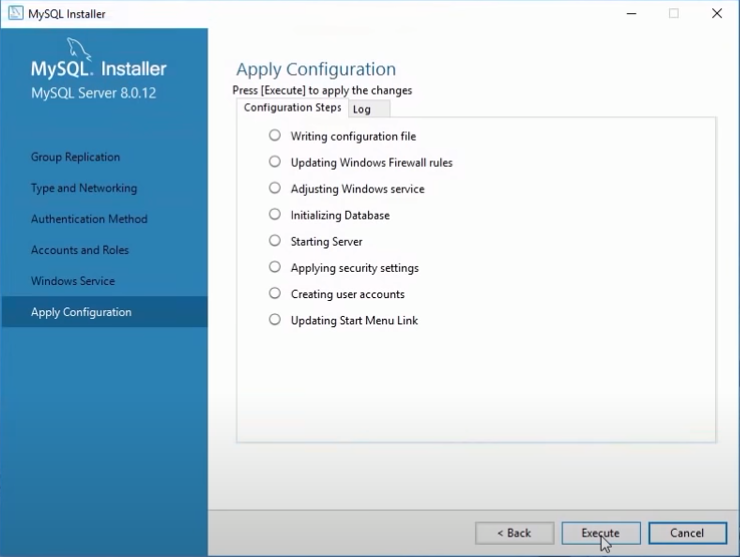 MySQL Installer
MySQL. Installer
MySQL Server 8.0.12
Group Replication
Type and Networking
Authentication Method
Accounts and Roles
Windows Service
Apply Configuration
Apply Configuration
Press [Execute] to apply the changes
Configuration Steps Log
Writing configuration file
Updating Windows Firewall rules
Adjusting Windows service
Initializing Database
Starting Server
Applying security settings
Creating user accounts
Updating Start Menu Link
< Back Execute Cancel